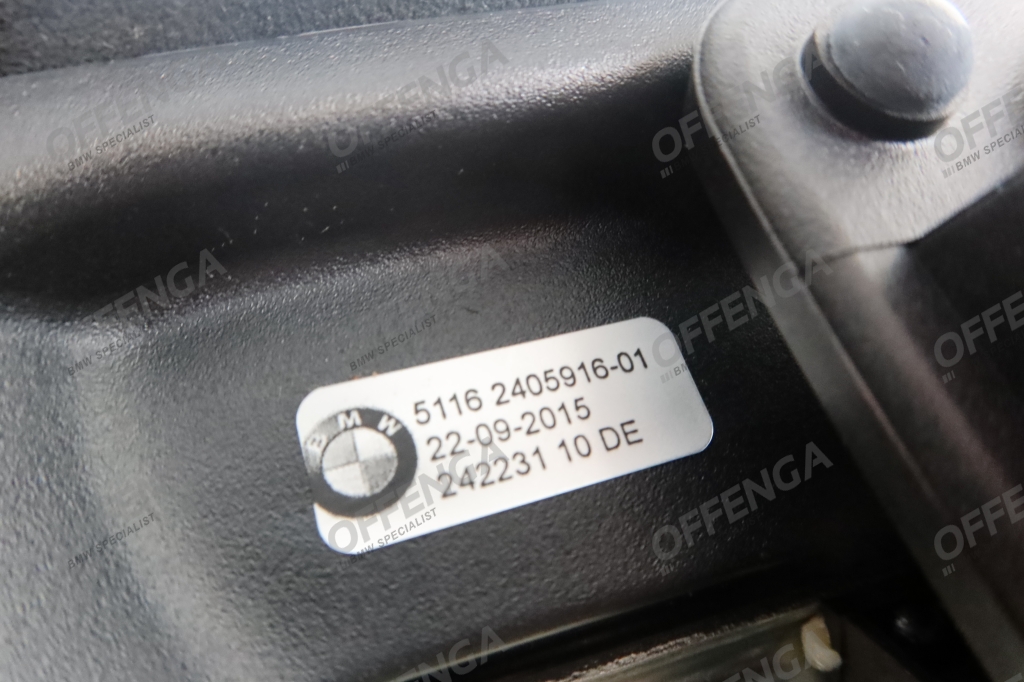 BMW
5116 2405916-01
22-09-2015
242231 10 DE
OFFENGA
BMW SPECIALIST